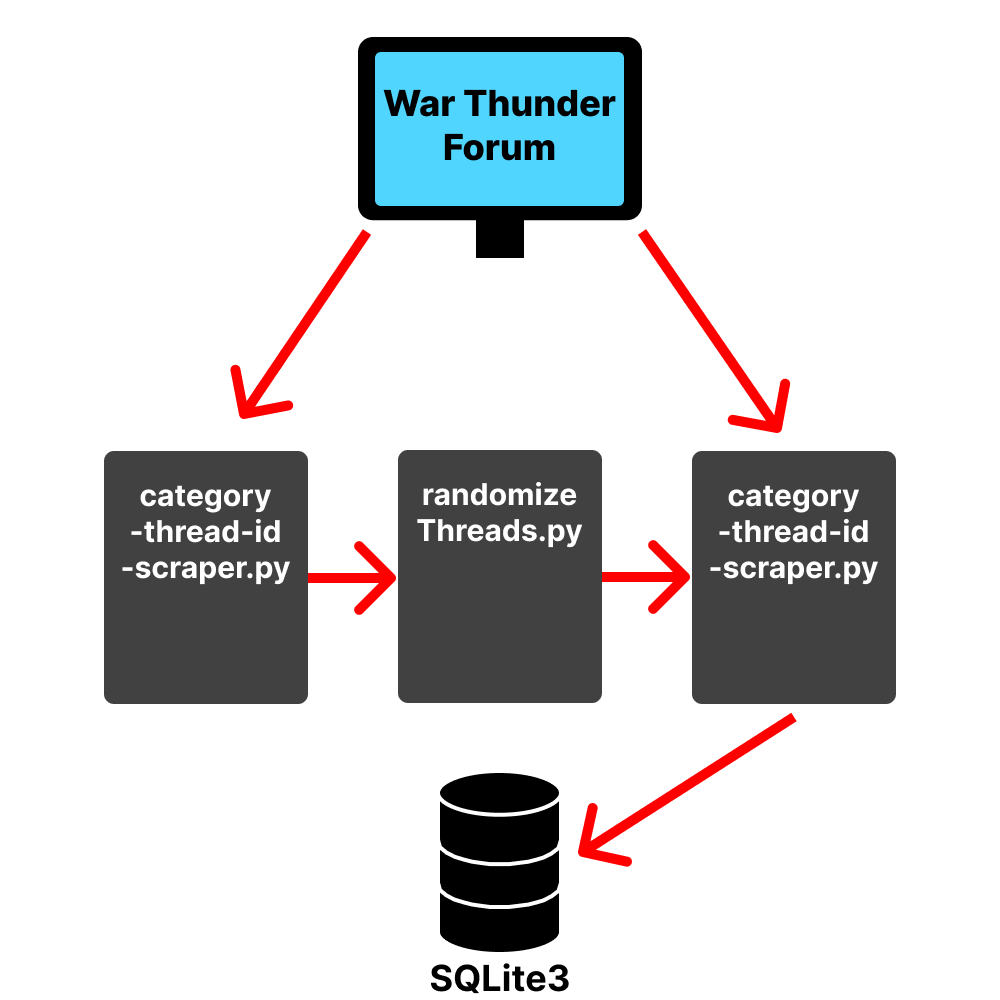 War Thunder
Forum
category
-thread-id
-scraper.py
randomize
Threads.py
category
-thread-id
-scraper.py
SQLite3